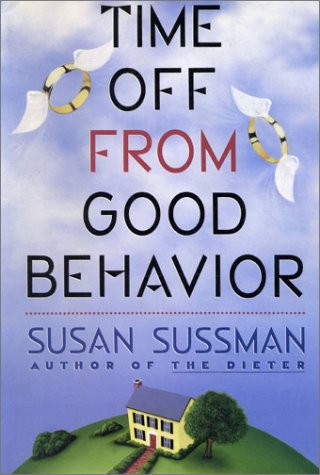 TIME
OFF
FROM
GOOD
BEHAVIOR
SUSAN SUSSMAN
AUTHOR OF THE DIETER